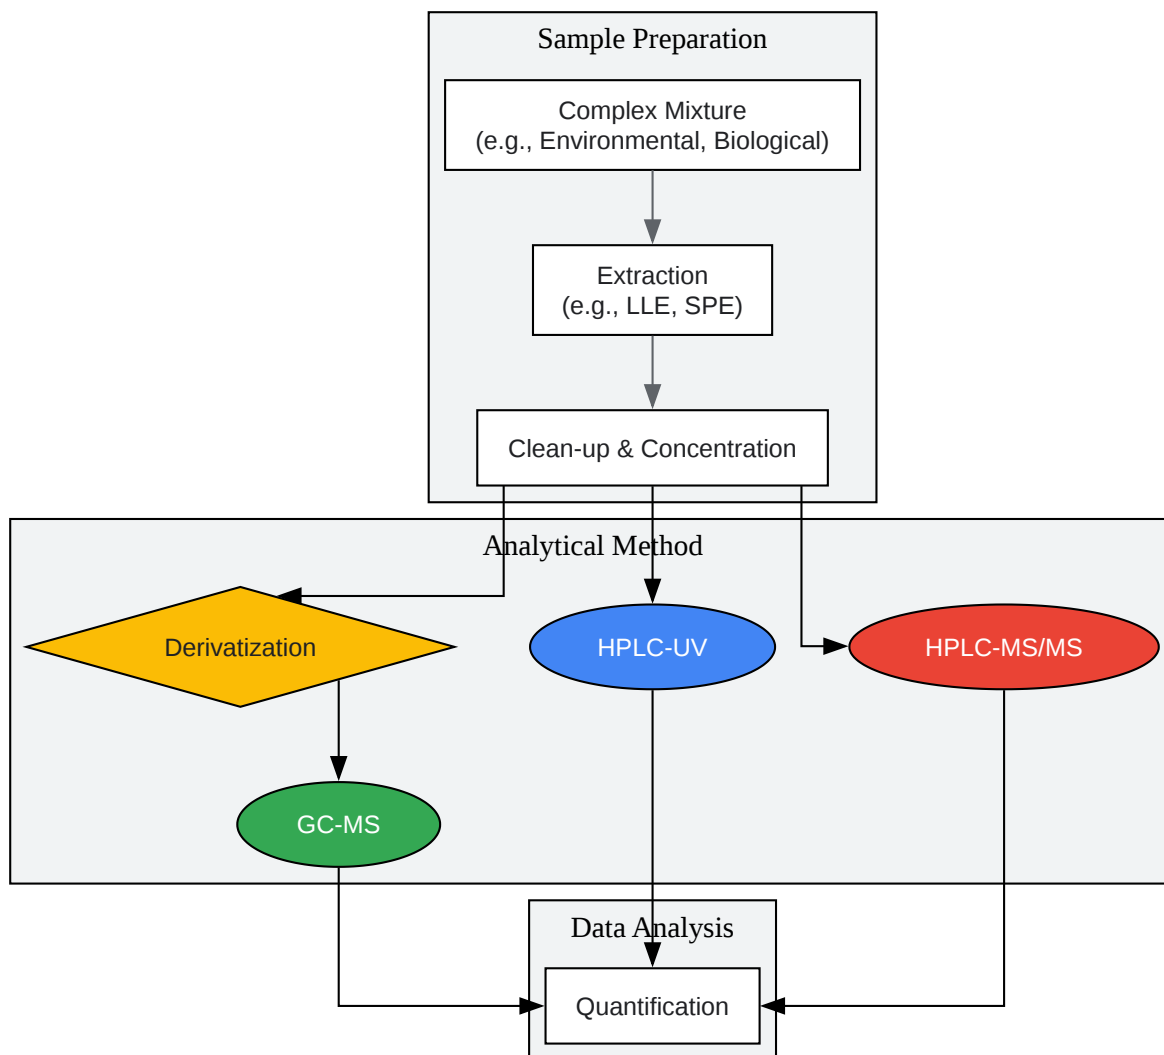 Sample Preparation
Complex Mixture
(e.g., Environmental, Biological)
Extraction
(e.g., LLE, SPE)
Clean-up & Concentration
Analytical Method
Derivatization
HPLC-UV
HPLC-MS/MS
GC-MS
Data Analysis
Quantification